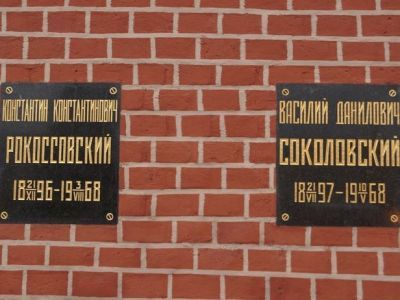 КОНСТАНТИН КОНСТАНТИНОВИЧ
РОКОССОВСКИЙ
18 21/XII 96-19 3/VIII 68
ВАСИЛИЙ ДАНИЛОВИЧ
СОКОЛОВСКИЙ
18 21/VII 97-19 10/V 68